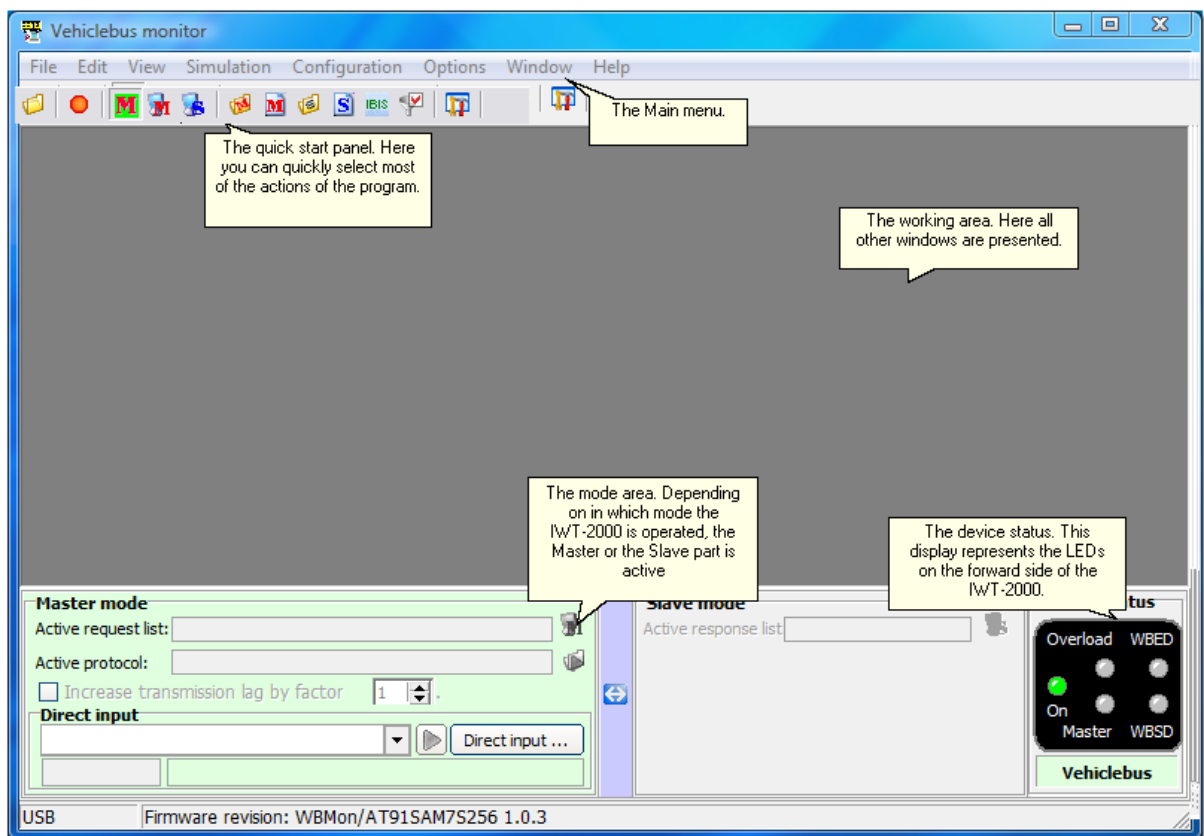 Vehiclebus monitor
File Edit View Simulation Configuration Options Window Help
M M S M M S S IBIS
The Main menu.
The quick start panel. Here
you can quickly select most
of the actions of the program.
The working area. Here all
other windows are presented.
The mode area. Depending
on in which mode the
IWT-2000 is operated, the
Master or the Slave part is
active
The device status. This
display represents the LEDs
on the forward side of the
IWT-2000.
Master mode
Active request list:
Active protocol:
Increase transmission lag by factor 1 .
Direct input
Direct input ...
Slave mode
Active response list
tus
Overload WBED
On
Master WBSD
Vehiclebus
USB Firmware revision: WBMon/AT91SAM7S256 1.0.3